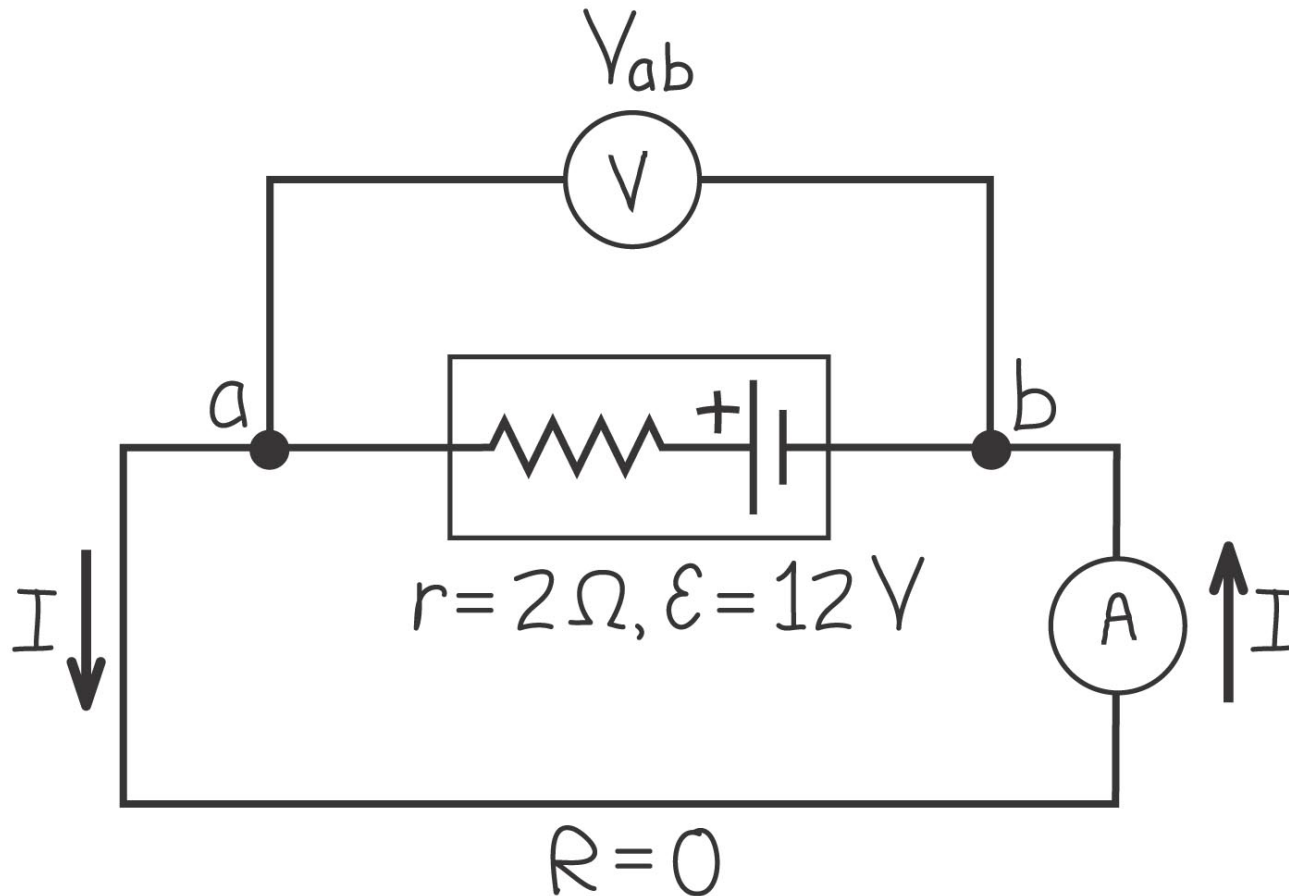 Vab
V
a
b
+
r = 2Ω, ε = 12 V
I
A
I
R = 0